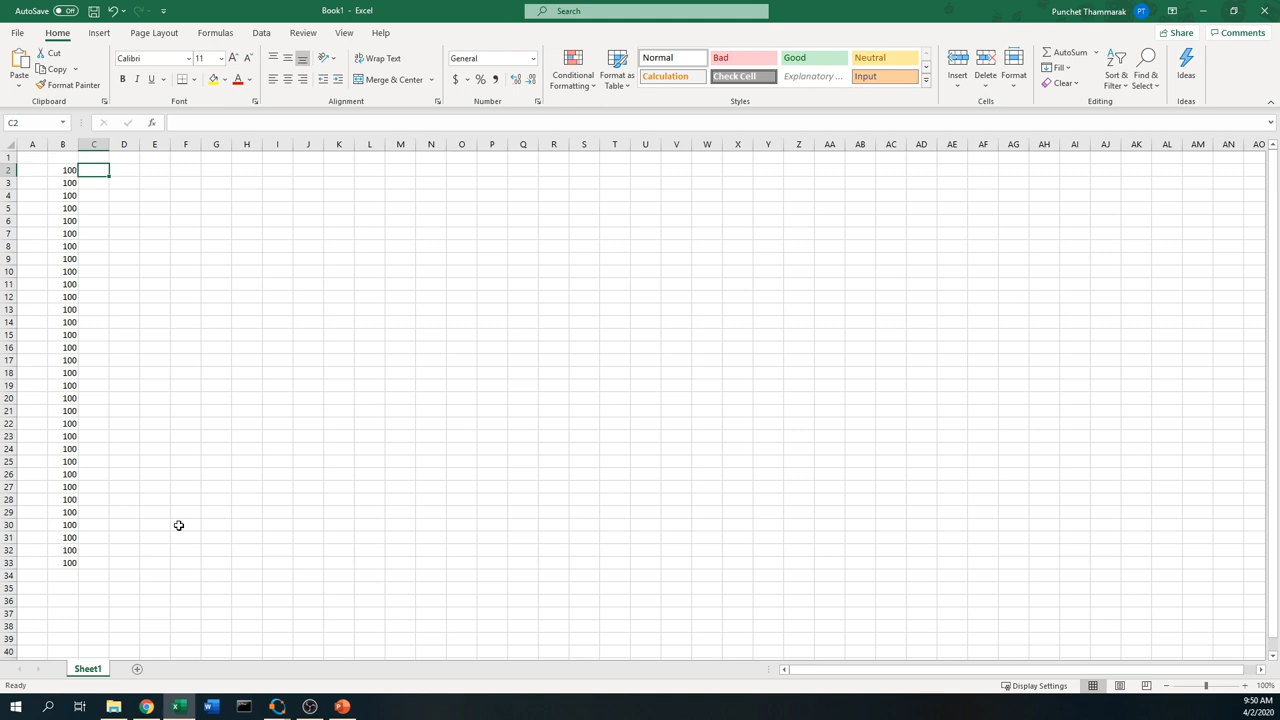 AutoSave Off Book1 - Excel Search Punchet Thammarak PT
File Home Insert Page Layout Formulas Data Review View Help Share Comments
Paste Cut Copy Format Painter Clipboard
Calibri 11 B I U A Font
Wrap Text Merge & Center Alignment
General $ % Number
Conditional Formatting Format as Table
Normal Bad Good Neutral
Calculation Check Cell Explanatory ... Input
Styles
Insert Delete Format Cells
AutoSum Fill Clear Sort & Filter Find & Select Editing
Ideas Ideas
C2 fx
A B C D E F G H I J K L M N O P Q R S T U V W X Y Z AA AB AC AD AE AF AG AH AI AJ AK AL AM AN AO
1
2 100
3 100
4 100
5 100
6 100
7 100
8 100
9 100
10 100
11 100
12 100
13 100
14 100
15 100
16 100
17 100
18 100
19 100
20 100
21 100
22 100
23 100
24 100
25 100
26 100
27 100
28 100
29 100
30 100
31 100
32 100
33 100
34
35
36
37
38
39
40
Sheet1
Ready Display Settings 100%
9:50 AM
4/2/2020